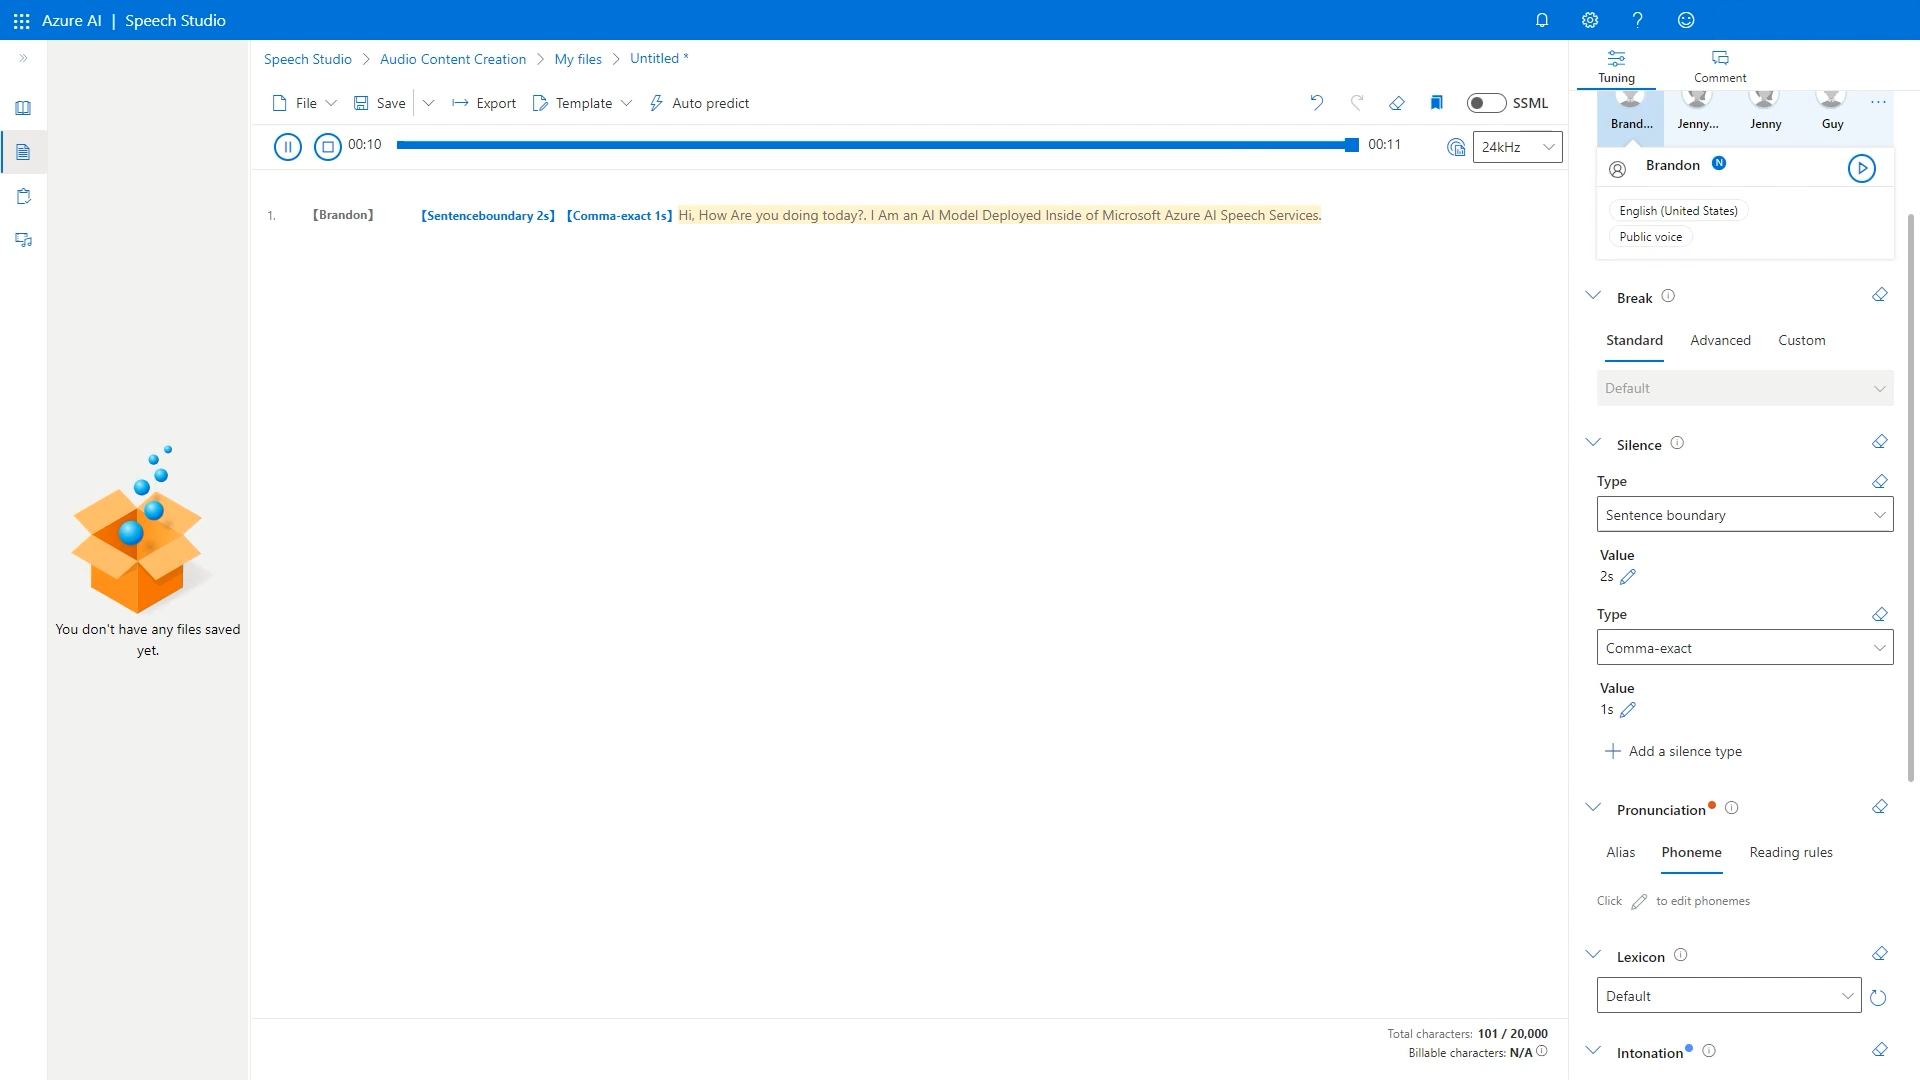 Azure AI | Speech Studio
Speech Studio > Audio Content Creation > My files > Untitled *
File Save Export Template Auto predict SSML
00:10 00:11 24kHz
1. 【Brandon】 【Sentenceboundary 2s】 【Comma-exact 1s】 Hi, How Are you doing today?. I Am an AI Model Deployed Inside of Microsoft Azure AI Speech Services.
You don't have any files saved
yet.
Total characters: 101 / 20,000
Billable characters: N/A
Tuning Comment
Brand... Jenny... Jenny Guy ...
Brandon N
English (United States)
Public voice
Break
Standard Advanced Custom
Default
Silence
Type
Sentence boundary
Value
2s
Type
Comma-exact
Value
1s
Add a silence type
Pronunciation
Alias Phoneme Reading rules
Click to edit phonemes
Lexicon
Default
Intonation